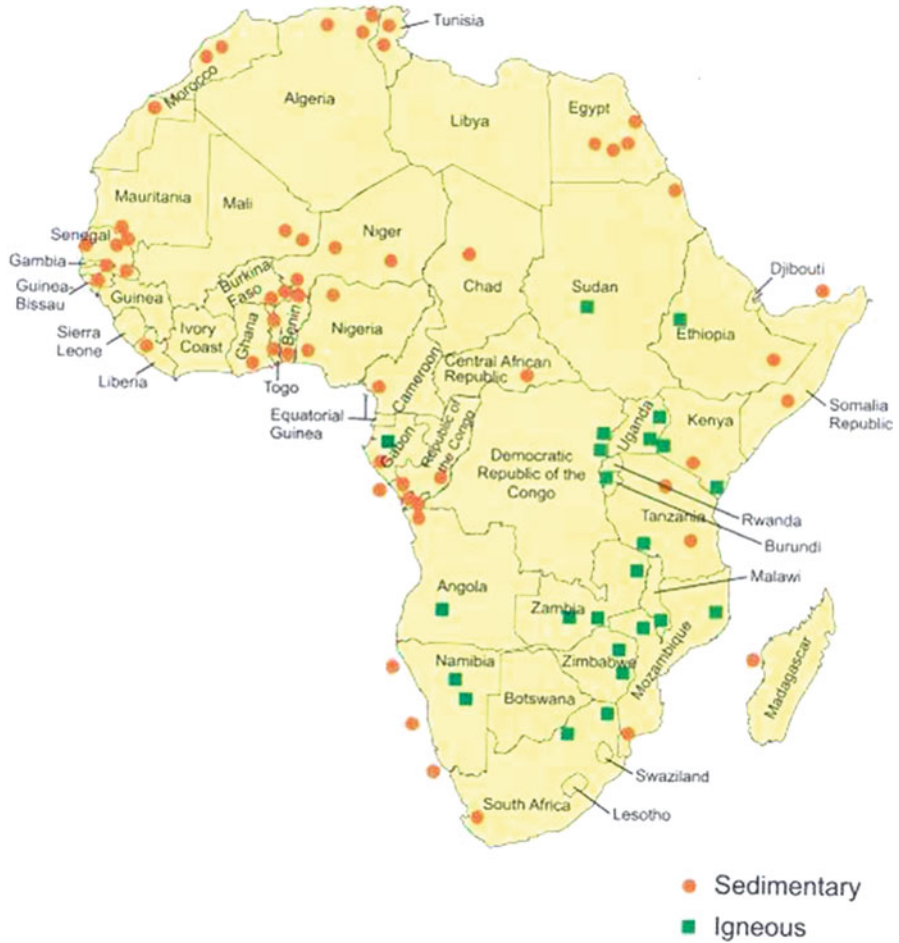 Tunisia
Morocco
Algeria
Libya
Egypt
Mauritania
Mali
Niger
Chad
Sudan
Senegal
Gambia
Guinea-
Bissau
Guinea
Burkina
Faso
Djibouti
Sierra
Leone
Ivory
Coast
Ghana
Benin
Nigeria
Ethiopia
Liberia
Togo
Cameroon
Central African
Republic
Equatorial
Guinea
Gabon
Republic of
the Congo
Democratic
Republic of the
Congo
Uganda
Kenya
Somalia
Republic
Tanzania
Rwanda
Burundi
Malawi
Angola
Zambia
Namibia
Zimbabwe
Mozambique
Madagascar
Botswana
Swaziland
South Africa
Lesotho
Sedimentary
Igneous